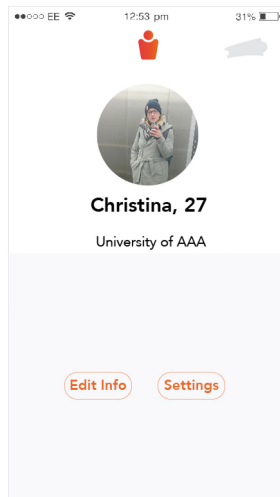 EE 12:53 pm 31%
Christina, 27
University of AAA
Edit Info Settings